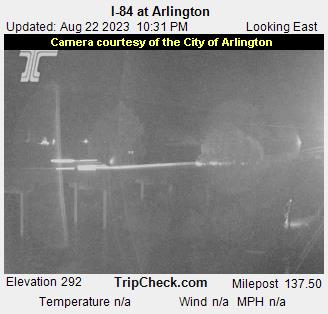 I-84 at Arlington
Updated: Aug 22 2023 10:31 PM Looking East
Camera courtesy of the City of Arlington
Elevation 292 TripCheck.com Milepost 137.50
Temperature n/a Wind n/a MPH n/a